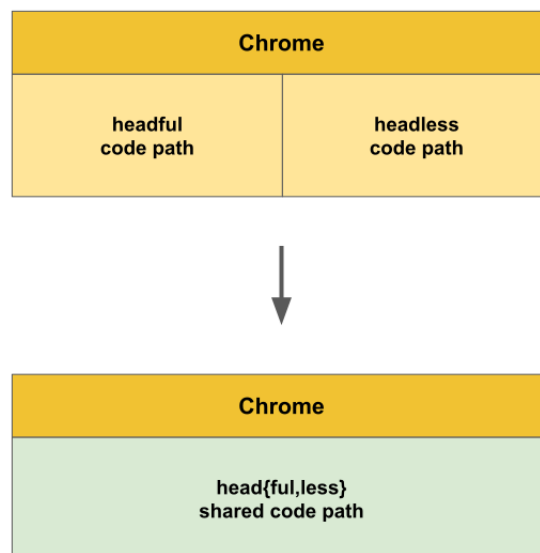 Chrome
headful
code path
headless
code path
Chrome
head{ful,less}
shared code path